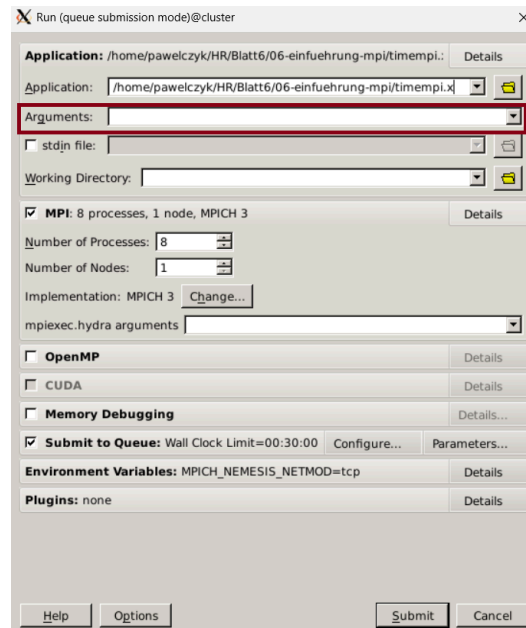 Run (queue submission mode)@cluster
Application: /home/pawelczyk/HR/Blatt6/06-einfuehrung-mpi/timempi.: Details
Application: /home/pawelczyk/HR/Blatt6/06-einfuehrung-mpi/timempi.x
Arguments:
stdin file:
Working Directory:
MPI: 8 processes, 1 node, MPICH 3 Details
Number of Processes: 8
Number of Nodes: 1
Implementation: MPICH 3 Change...
mpiexec.hydra arguments
OpenMP Details
CUDA Details
Memory Debugging Details...
Submit to Queue: Wall Clock Limit=00:30:00 Configure... Parameters...
Environment Variables: MPICH_NEMESIS_NETMOD=tcp Details
Plugins: none Details
Help Options Submit Cancel